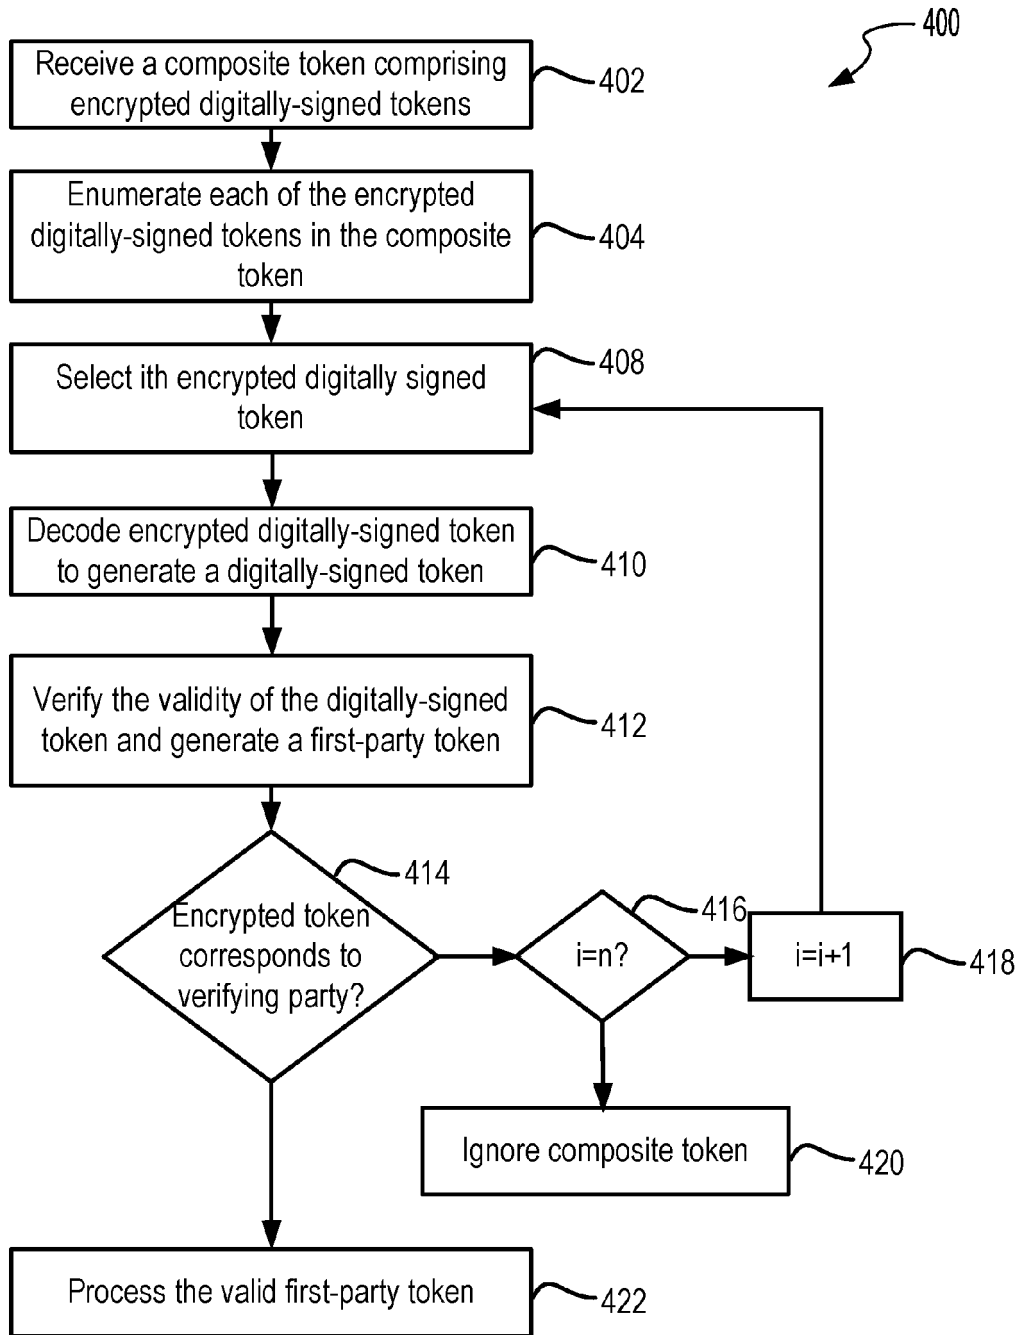 400
Receive a composite token comprising
encrypted digitally-signed tokens
402
Enumerate each of the encrypted
digitally-signed tokens in the composite
token
404
408
Select ith encrypted digitally signed
token
Decode encrypted digitally-signed token
to generate a digitally-signed token
410
Verify the validity of the digitally-signed
token and generate a first-party token
412
414
Encrypted token
corresponds to
verifying party?
416
i=n?
i=i+1
418
Ignore composite token
420
Process the valid first-party token
422